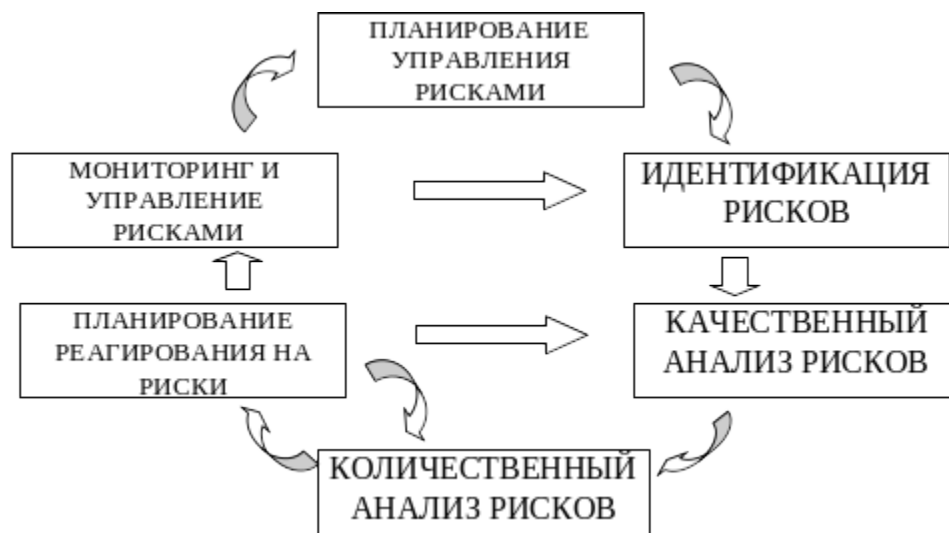 ПЛАНИРОВАНИЕ
УПРАВЛЕНИЯ
РИСКАМИ
МОНИТОРИНГ И
УПРАВЛЕНИЕ
РИСКАМИ
ИДЕНТИФИКАЦИЯ
РИСКОВ
ПЛАНИРОВАНИЕ
РЕАГИРОВАНИЯ НА
РИСКИ
КАЧЕСТВЕННЫЙ
АНАЛИЗ РИСКОВ
КОЛИЧЕСТВЕННЫЙ
АНАЛИЗ РИСКОВ